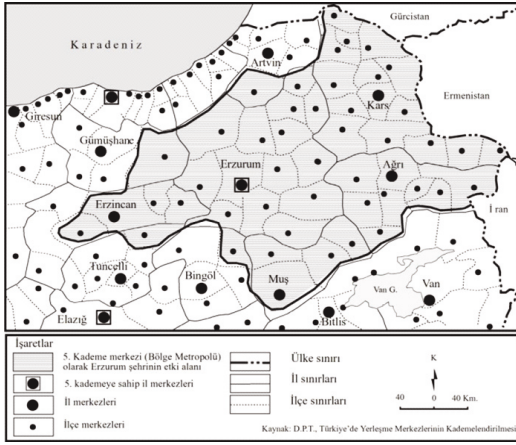 Gürcistan
Karadeniz
Artvin
Ermenistan
Kars
Giresun
Gümüşhane
Erzurum
Ağrı
İran
Erzincan
Tunceli
Bingöl
Muş
Van G.
Van
Elazığ
Bitlis
İşaretlar
5. Kademe merkezi (Bölge Metropolü)
olarak Erzurum şehrinin etki alanı
5. kademeye sahip il merkezleri
İl merkezleri
İlçe merkezleri
Ülke sınırı
İl sınırları
İlçe sınırları
K
40 0 40 Km.
Kaynak: D.P.T., Türkiye'de Yerleşme Merkezlerinin Kademelendirilmesi